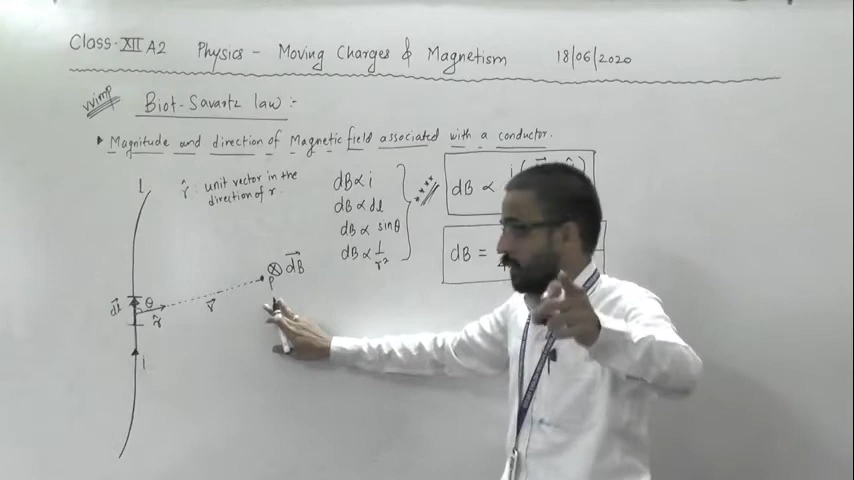 Class-XII A2 Physics - Moving Charges & Magnetism 18/06/2020
VVimp Biot-Savartz law :-
Magnitude and direction of Magnetic field associated with a conductor.
r̂ : unit vector in the
direction of r.
dB ∝ i
dB ∝ dl
dB ∝ sinθ
dB ∝ 1/r²
****
dB ∝
dB =
⊗ dB⃗
P
dl⃗ θ
r̂ r⃗
i